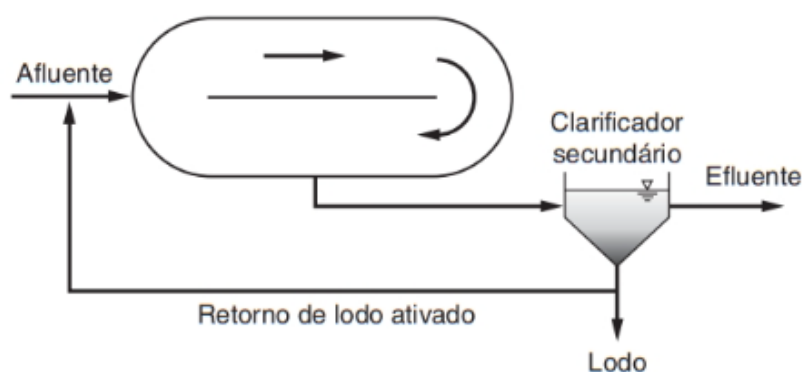 Afluente
Clarificador
secundário
Efluente
Retorno de lodo ativado
Lodo